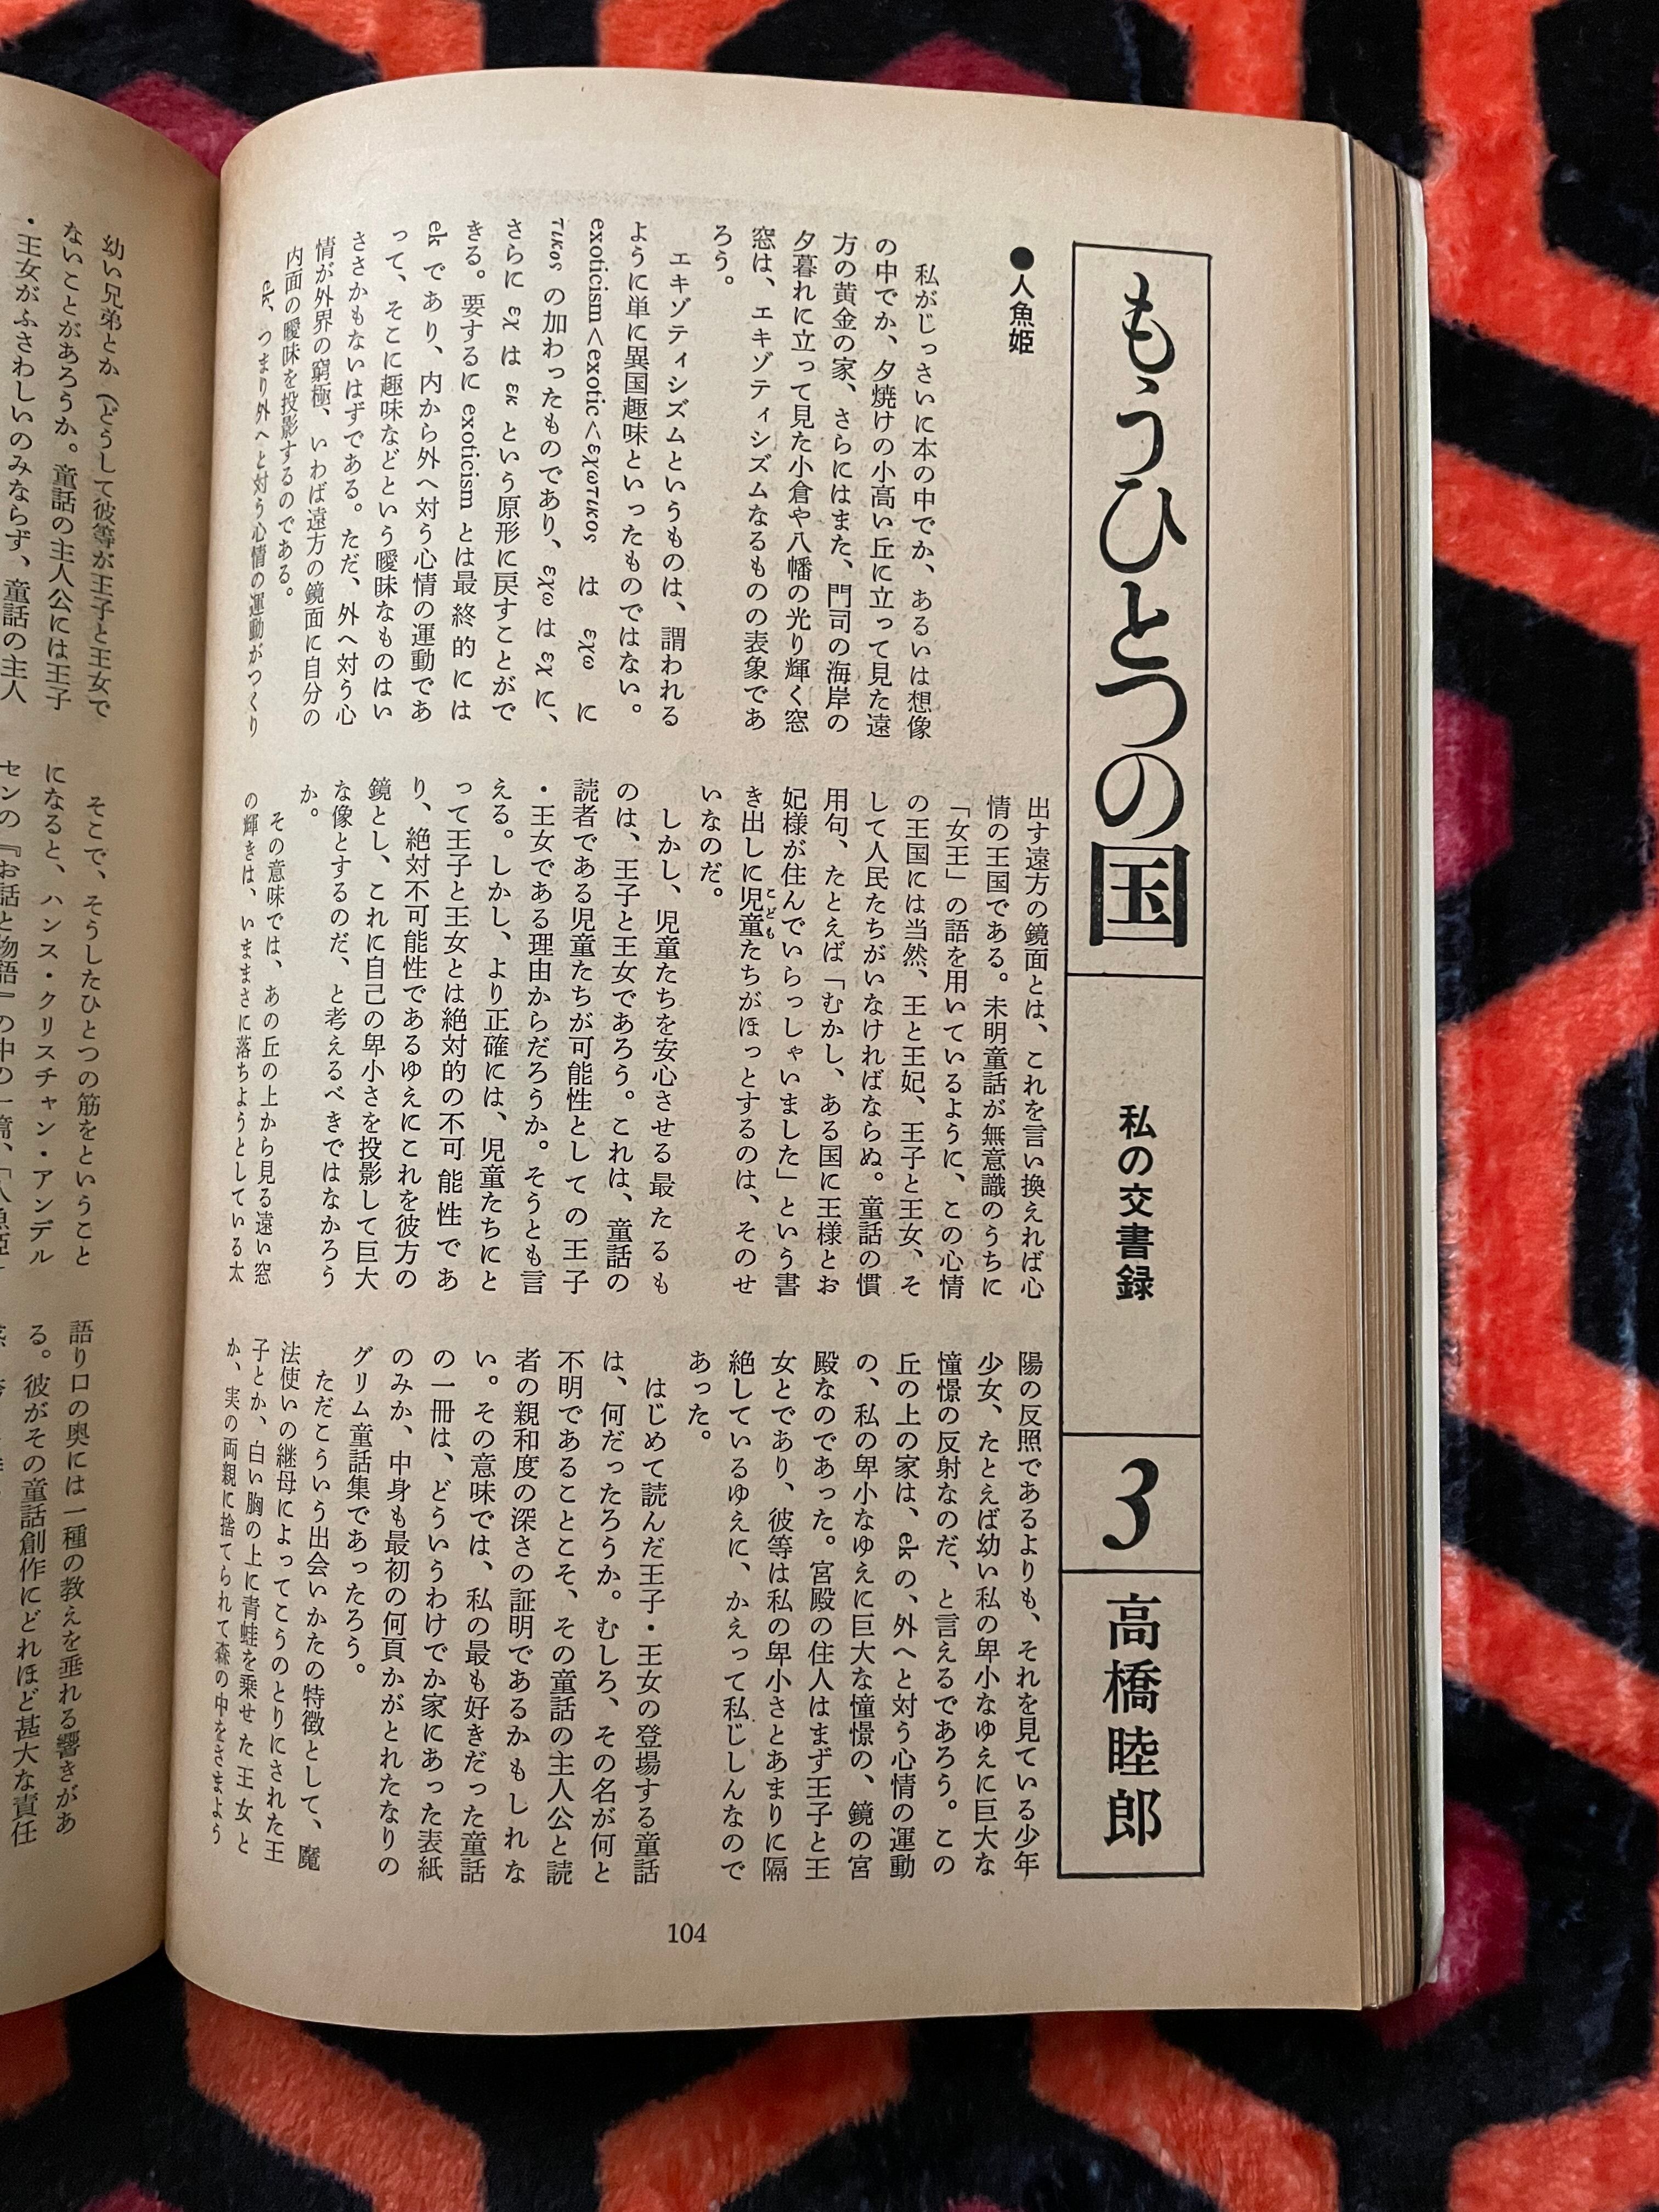 もうひとつの国
私の交書録
3
高橋睦郎
●人魚姫
私がじっさいに本の中でか、あるいは想像
の中でか、夕焼けの小高い丘に立って見た遠
方の黄金の家、さらにはまた、門司の海岸の
夕暮れに立って見た小倉や八幡の光り輝く窓
窓は、エキゾティシズムなるものの表象であ
ろう。
エキゾティシズムというものは、謂われる
ように単に異国趣味といったものではない。
exoticism<exotic<εχωτικος は εχω に
τικος の加わったものであり、εχω は εχ に、
さらに εχ は εκ という原形に戻すことがで
きる。要するに exoticism とは最終的には
ek であり、内から外へ対う心情の運動であ
って、そこに趣味などという曖昧なものはい
ささかもないはずである。ただ、外へ対う心
情が外界の窮極、いわば遠方の鏡面に自分の
内面の曖昧を投影するのである。
ek、つまり外へと対う心情の運動がつくり
出す遠方の鏡面とは、これを言い換えれば心
情の王国である。未明童話が無意識のうちに
「女王」の語を用いているように、この心情
の王国には当然、王と王妃、王子と王女、そ
して人民たちがいなければならぬ。童話の慣
用句、たとえば「むかし、ある国に王様とお
妃様が住んでいらっしゃいました」という書
き出しに児童たちがほっとするのは、そのせ
こども
いなのだ。
しかし、児童たちを安心させる最たるも
のは、王子と王女であろう。これは、童話の
読者である児童たちが可能性としての王子
・王女である理由からだろうか。そうとも言
える。しかし、より正確には、児童たちにと
って王子と王女とは絶対的の不可能性であ
り、絶対不可能性であるゆえにこれを彼方の
鏡とし、これに自己の卑小さを投影して巨大
な像とするのだ、と考えるべきではなかろう
か。
その意味では、あの丘の上から見る遠い窓
の輝きは、いままさに落ちようとしている太
陽の反照であるよりも、それを見ている少年
少女、たとえば幼い私の卑小なゆえに巨大な
憧憬の反射なのだ、と言えるであろう。この
丘の上の家は、ek の、外へと対う心情の運動
の、私の卑小なゆえに巨大な憧憬の、鏡の宮
殿なのであった。宮殿の住人はまず王子と王
女とであり、彼等は私の卑小さとあまりに隔
絶しているゆえに、かえって私じしんなので
あった。
はじめて読んだ王子・王女の登場する童話
は、何だったろうか。むしろ、その名が何と
不明であることこそ、その童話の主人公と読
者の親和度の深さの証明であるかもしれな
い。その意味では、私の最も好きだった童話
の一冊は、どういうわけでか家にあった表紙
のみか、中身も最初の何頁かがとれたなりの
グリム童話集であったろう。
ただこういう出会いかたの特徴として、魔
法使いの継母によってこうのとりにされた王
子とか、白い胸の上に青蛙を乗せた王女と
か、実の両親に捨てられて森の中をさまよう
104
幼い兄弟とか（どうして彼等が王子と王女で
ないことがあろうか。童話の主人公には王子
・王女がふさわしいのみならず、童話の主人
そこで、そうしたひとつの筋をということ
になると、ハンス・クリスチャン・アンデル
センの『お話と物語』の中の一篇、「人魚姫」
語り口の奥には一種の教えを垂れる響きがあ
る。彼がその童話創作にどれほど甚大な責任